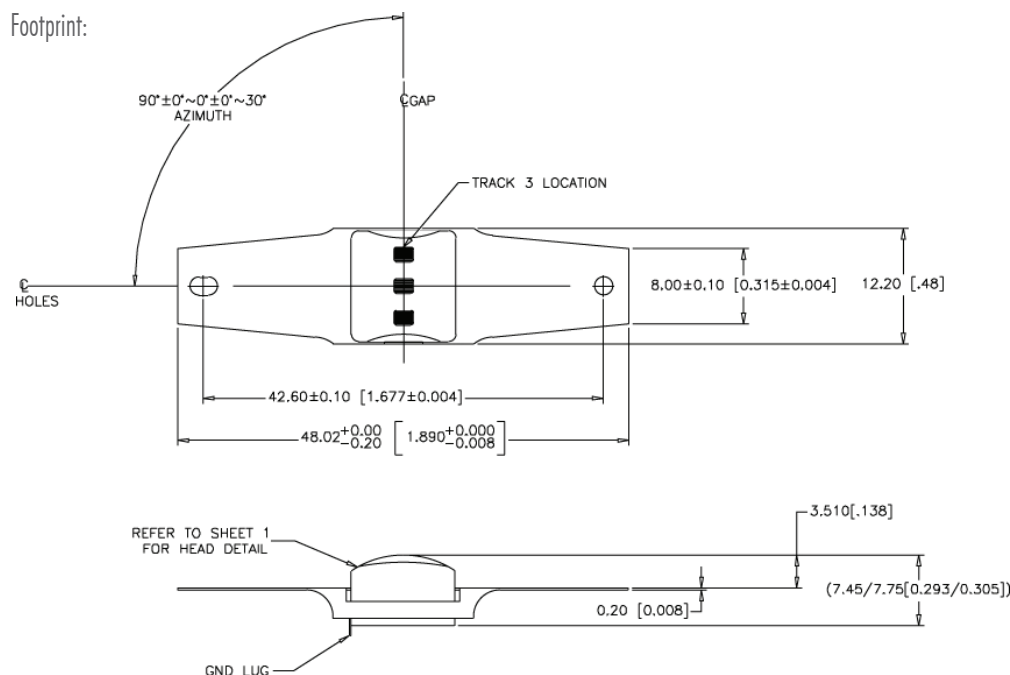 Footprint:
90°±0'~0°±0'~30'
AZIMUTH
℄GAP
TRACK 3 LOCATION
℄
HOLES
8.00±0.10 [0.315±0.004]
12.20 [.48]
42.60±0.10 [1.677±0.004]
48.02+0.00 -0.20 [1.890+0.000 -0.008]
3.510[.138]
REFER TO SHEET 1
FOR HEAD DETAIL
(7.45/7.75[0.293/0.305])
0.20 [0.008]
GND LUG